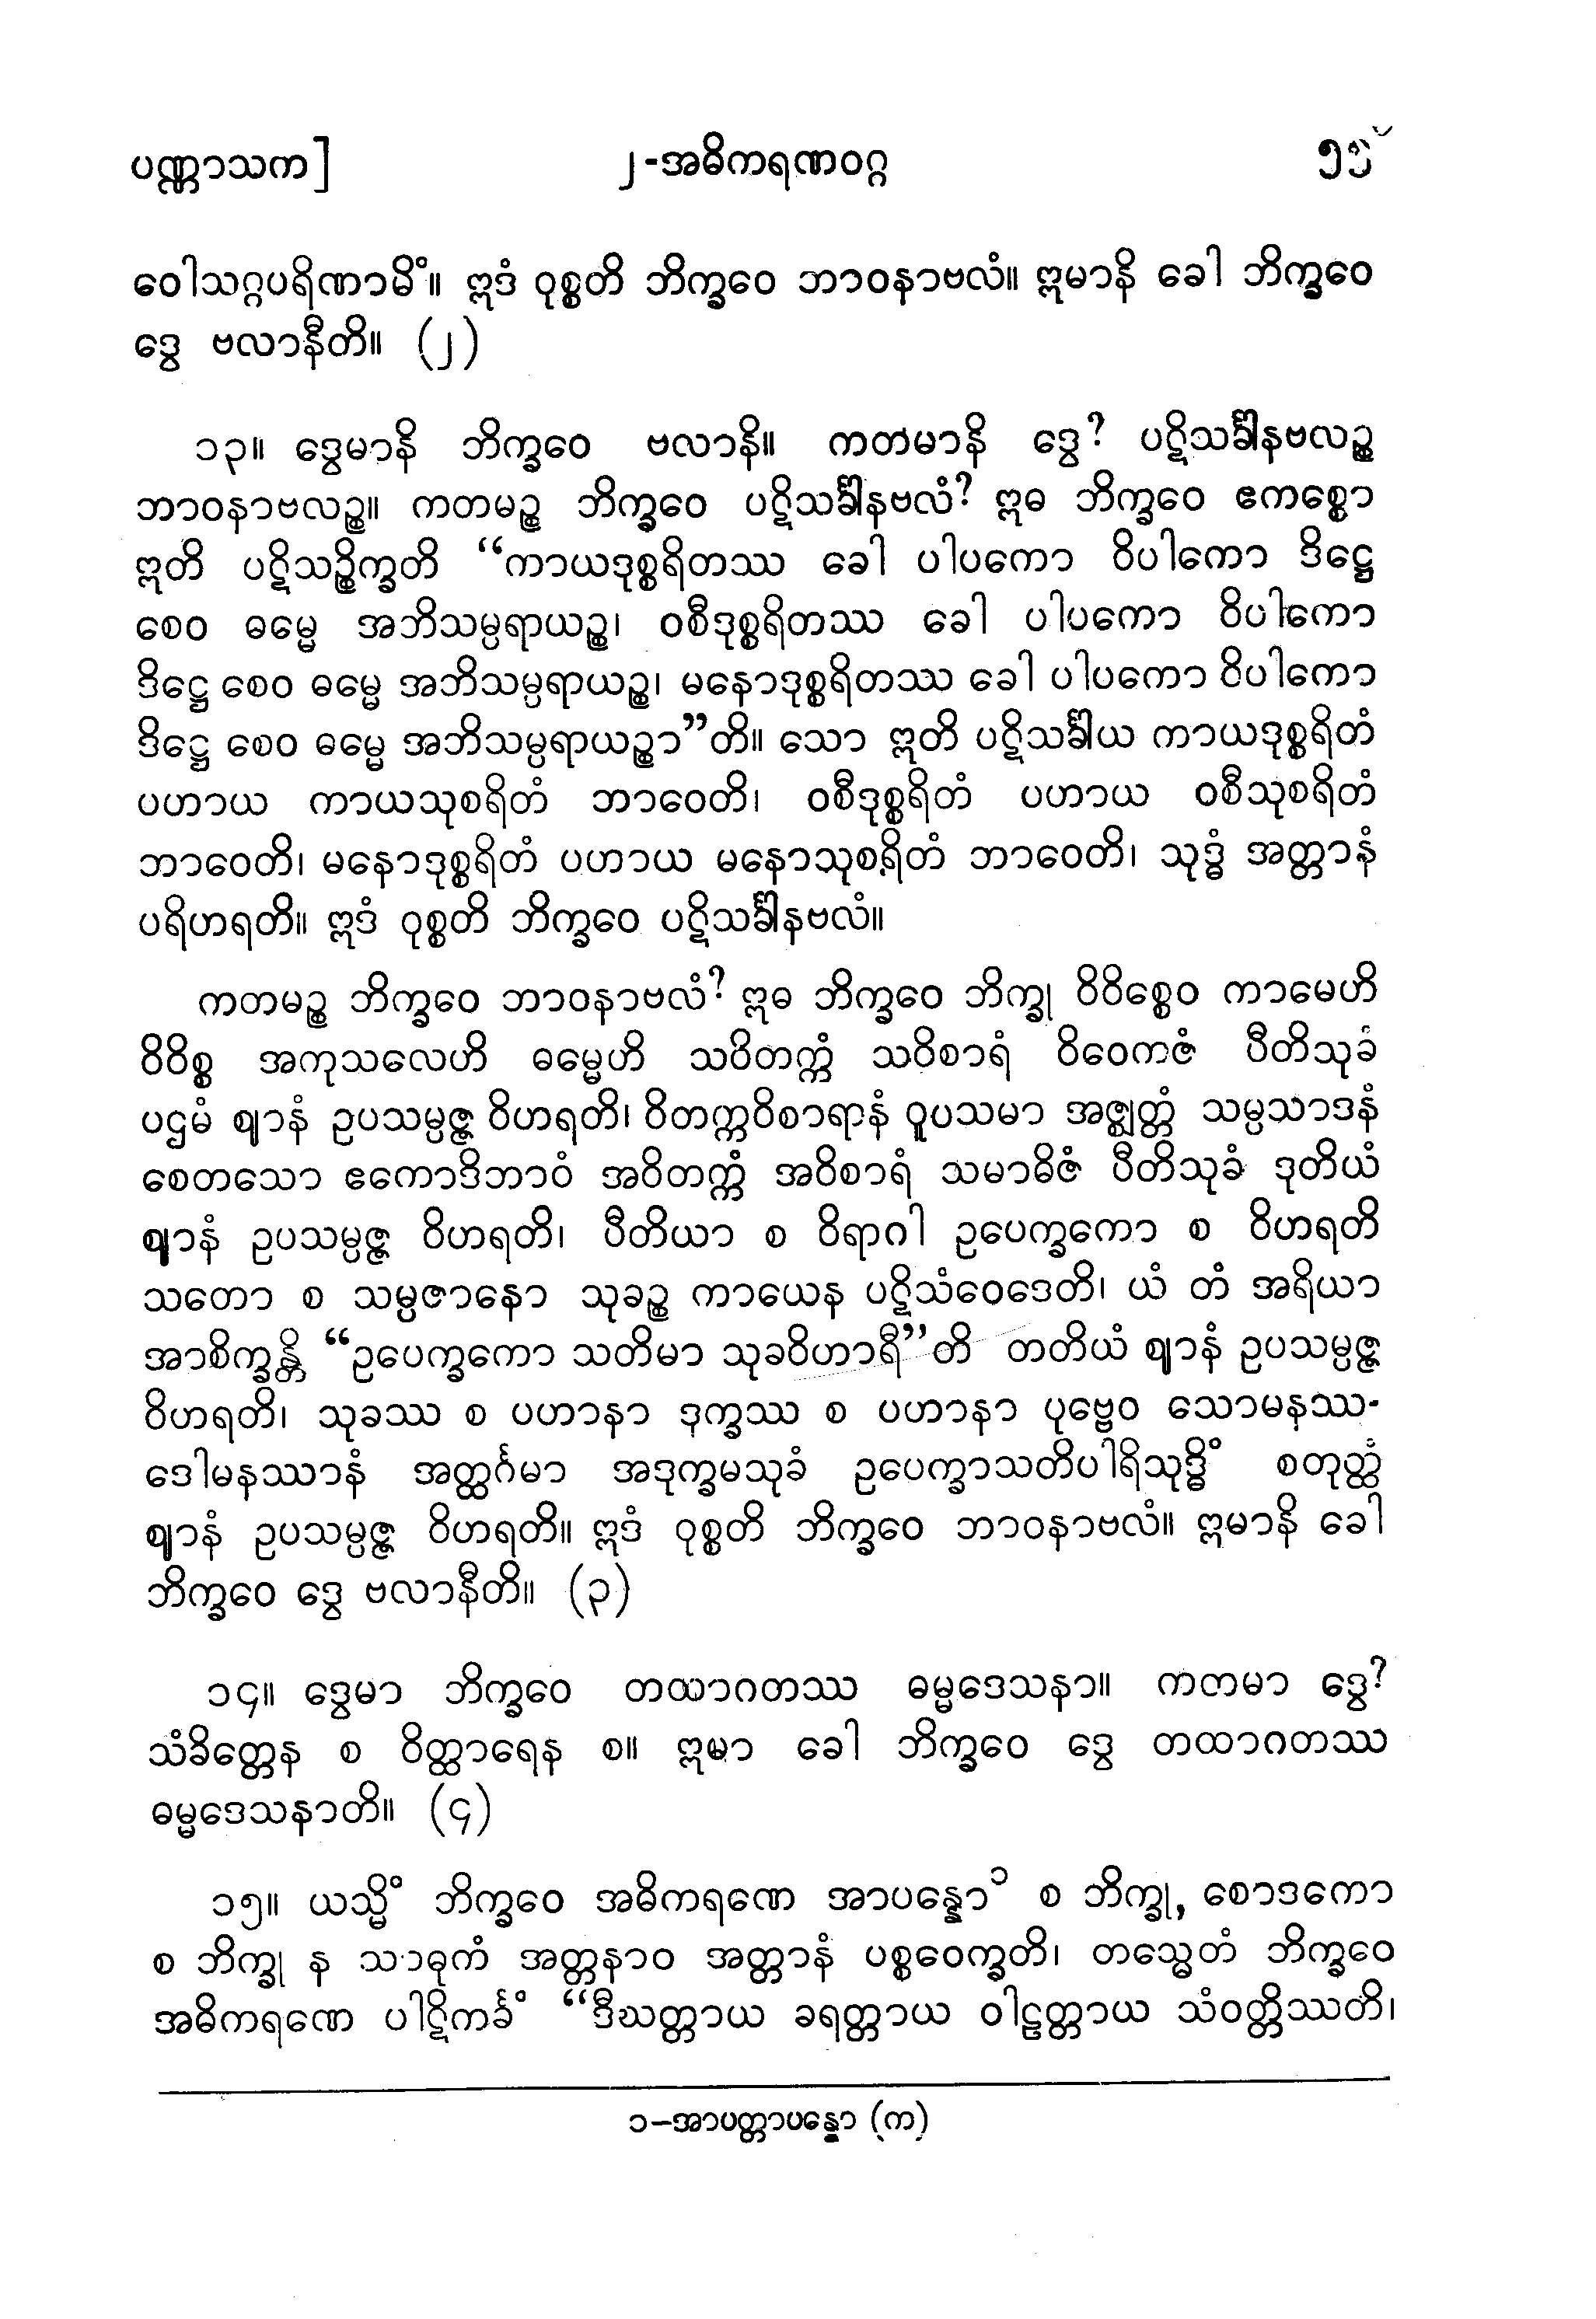 ပဏ္ဏာသက]
၂-အဓိကရဏဝဂ္ဂ
ဝေါသဂ္ဂပရိဏာမိံ။ ဣဒံ ဝုစ္စတိ ဘိက္ခဝေ ဘာဝနာဗလံ။ ဣမာနိ ခေါ ဘိက္ခဝေ
ဒွေ ဗလာနီတိ။ (၂)
၁၃။ ဒွေမာနိ ဘိက္ခဝေ ဗလာနိ။ ကတမာနိ ဒွေ? ပဋိသင်္ခါနဗလဉ္စ
ဘာဝနာဗလဉ္စ။ ကတမဉ္စ ဘိက္ခဝေ ပဋိသင်္ခါနဗလံ? ဣဓ ဘိက္ခဝေ ဧကစ္စော
ဣတိ ပဋိသဉ္စိက္ခတိ “ကာယဒုစ္စရိတဿ ခေါ ပါပကော ဝိပါကော ဒိဋ္ဌေ
စေဝ ဓမ္မေ အဘိသမ္ပရာယဉ္စ၊ ဝစီဒုစ္စရိတဿ ခေါ ပါပကော ဝိပါကော
ဒိဋ္ဌေ စေဝ ဓမ္မေ အဘိသမ္ပရာယဉ္စ၊ မနောဒုစ္စရိတဿ ခေါ ပါပကော ဝိပါကော
ဒိဋ္ဌေ စေဝ ဓမ္မေ အဘိသမ္ပရာယဉ္စာ”တိ။ သော ဣတိ ပဋိသင်္ခါယ ကာယဒုစ္စရိတံ
ပဟာယ ကာယသုစရိတံ ဘာဝေတိ၊ ဝစီဒုစ္စရိတံ ပဟာယ ဝစီသုစရိတံ
ဘာဝေတိ၊ မနောဒုစ္စရိတံ ပဟာယ မနောသုစရိတံ ဘာဝေတိ၊ သုဒ္ဓံ အတ္တာနံ
ပရိဟရတိ။ ဣဒံ ဝုစ္စတိ ဘိက္ခဝေ ပဋိသင်္ခါနဗလံ။
ကတမဉ္စ ဘိက္ခဝေ ဘာဝနာဗလံ? ဣဓ ဘိက္ခဝေ ဘိက္ခု ဝိဝိစ္စေဝ ကာမေဟိ
ဝိဝိစ္စ အကုသလေဟိ ဓမ္မေဟိ သဝိတက္ကံ သဝိစာရံ ဝိဝေကဇံ ပီတိသုခံ
ပဌမံ ဈာနံ ဥပသမ္ပဇ္ဇ ဝိဟရတိ၊ ဝိတက္ကဝိစာရာနံ ဝူပသမာ အဇ္ဈတ္တံ သမ္ပသာဒနံ
စေတသော ဧကောဒိဘာဝံ အဝိတက္ကံ အဝိစာရံ သမာဓိဇံ ပီတိသုခံ ဒုတိယံ
ဈာနံ ဥပသမ္ပဇ္ဇ ဝိဟရတိ၊ ပီတိယာ စ ဝိရာဂါ ဥပေက္ခကော စ ဝိဟရတိ
သတော စ သမ္ပဇာနော သုခဉ္စ ကာယေန ပဋိသံဝေဒေတိ၊ ယံ တံ အရိယာ
အာစိက္ခန္တိ “ဥပေက္ခကော သတိမာ သုခဝိဟာရီ”တိ တတိယံ ဈာနံ ဥပသမ္ပဇ္ဇ
ဝိဟရတိ၊ သုခဿ စ ပဟာနာ ဒုက္ခဿ စ ပဟာနာ ပုဗ္ဗေဝ သောမနဿ-
ဒေါမနဿာနံ အတ္ထင်္ဂမာ အဒုက္ခမသုခံ ဥပေက္ခာသတိပါရိသုဒ္ဓိံ စတုတ္ထံ
ဈာနံ ဥပသမ္ပဇ္ဇ ဝိဟရတိ။ ဣဒံ ဝုစ္စတိ ဘိက္ခဝေ ဘာဝနာဗလံ။ ဣမာနိ ခေါ
ဘိက္ခဝေ ဒွေ ဗလာနီတိ။ (၃)
၁၄။ ဒွေမာ ဘိက္ခဝေ တထာဂတဿ ဓမ္မဒေသနာ။ ကတမာ ဒွေ?
သံခိတ္တေန စ ဝိတ္ထာရေန စ။ ဣမာ ခေါ ဘိက္ခဝေ ဒွေ တထာဂတဿ
ဓမ္မဒေသနာတိ။ (၄)
၁၅။ ယသ္မိံ ဘိက္ခဝေ အဓိကရဏေ အာပန္နော၁ စ ဘိက္ခု, စောဒကော
စ ဘိက္ခု န သာဓုကံ အတ္တနာဝ အတ္တာနံ ပစ္စဝေက္ခတိ၊ တသ္မေတံ ဘိက္ခဝေ
အဓိကရဏေ ပါဋိကင်္ခံ “ဒီဃတ္တာယ ခရတ္တာယ ဝါဠတ္တာယ သံဝတ္တိဿတိ၊
၁-အာပတ္တာပန္နော (က)